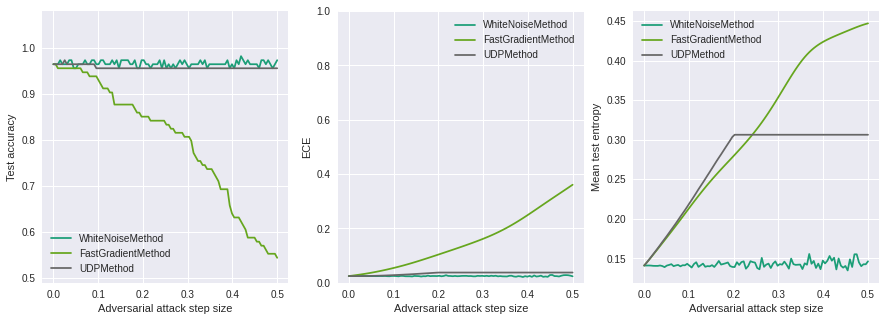 Test accuracy
1.0
0.9
0.8
0.7
0.6
0.5
WhiteNoiseMethod
FastGradientMethod
UDPMethod
0.0 0.1 0.2 0.3 0.4 0.5
Adversarial attack step size
ECE
1.0
0.8
0.6
0.4
0.2
0.0
WhiteNoiseMethod
FastGradientMethod
UDPMethod
0.0 0.1 0.2 0.3 0.4 0.5
Adversarial attack step size
Mean test entropy
0.45
0.40
0.35
0.30
0.25
0.20
0.15
WhiteNoiseMethod
FastGradientMethod
UDPMethod
0.0 0.1 0.2 0.3 0.4 0.5
Adversarial attack step size